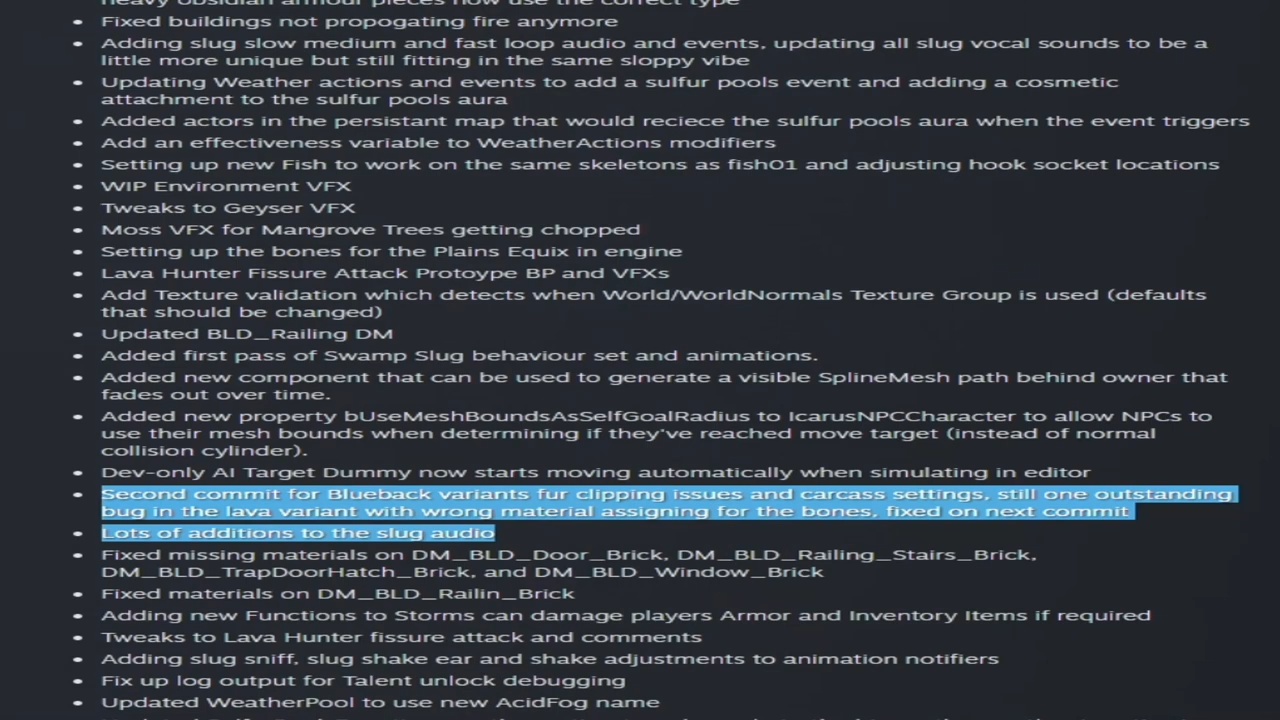 heavy obsidian armour pieces now use the correct type
Fixed buildings not propogating fire anymore
Adding slug slow medium and fast loop audio and events, updating all slug vocal sounds to be a
little more unique but still fitting in the same sloppy vibe
Updating Weather actions and events to add a sulfur pools event and adding a cosmetic
attachment to the sulfur pools aura
Added actors in the persistant map that would reciece the sulfur pools aura when the event triggers
Add an effectiveness variable to WeatherActions modifiers
Setting up new Fish to work on the same skeletons as fish01 and adjusting hook socket locations
WIP Environment VFX
Tweaks to Geyser VFX
Moss VFX for Mangrove Trees getting chopped
Setting up the bones for the Plains Equix in engine
Lava Hunter Fissure Attack Protoype BP and VFXs
Add Texture validation which detects when World/WorldNormals Texture Group is used (defaults
that should be changed)
Updated BLD_Railing DM
Added first pass of Swamp Slug behaviour set and animations.
Added new component that can be used to generate a visible SplineMesh path behind owner that
fades out over time.
Added new property bUseMeshBoundsAsSelfGoalRadius to IcarusNPCCharacter to allow NPCs to
use their mesh bounds when determining if they've reached move target (instead of normal
collision cylinder).
Dev-only AI Target Dummy now starts moving automatically when simulating in editor
Second commit for Blueback variants fur clipping issues and carcass settings, still one outstanding
bug in the lava variant with wrong material assigning for the bones, fixed on next commit
Lots of additions to the slug audio
Fixed missing materials on DM_BLD_Door_Brick, DM_BLD_Railing_Stairs_Brick,
DM_BLD_TrapDoorHatch_Brick, and DM_BLD_Window_Brick
Fixed materials on DM_BLD_Railin_Brick
Adding new Functions to Storms can damage players Armor and Inventory Items if required
Tweaks to Lava Hunter fissure attack and comments
Adding slug sniff, slug shake ear and shake adjustments to animation notifiers
Fix up log output for Talent unlock debugging
Updated WeatherPool to use new AcidFog name